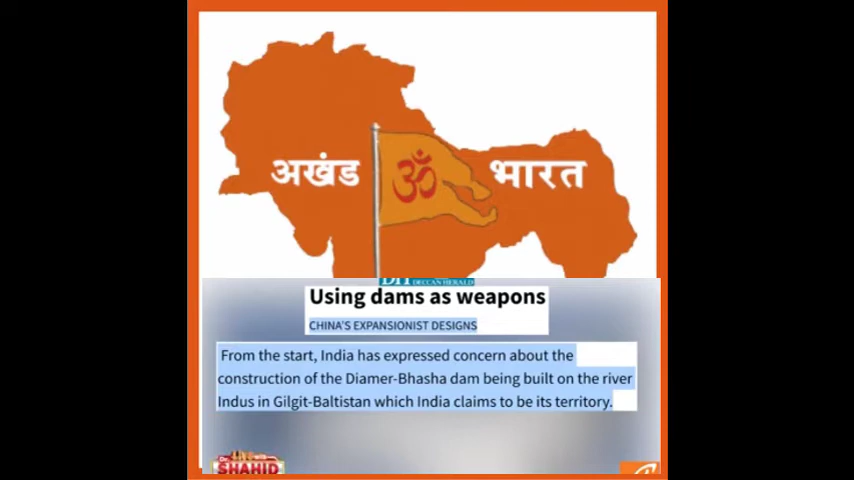 अखंड भारत
ॐ
DH DECCAN HERALD
Using dams as weapons
CHINA'S EXPANSIONIST DESIGNS
From the start, India has expressed concern about the
construction of the Diamer-Bhasha dam being built on the river
Indus in Gilgit-Baltistan which India claims to be its territory.
SHAHID